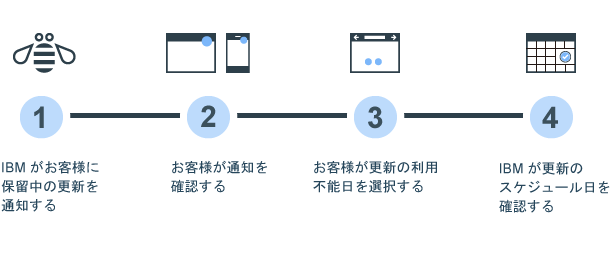 1
2
3
4
IBM がお客様に
保留中の更新を
通知する
お客様が通知を
確認する
お客様が更新の利用
不能日を選択する
IBM が更新の
スケジュール日を
確認する